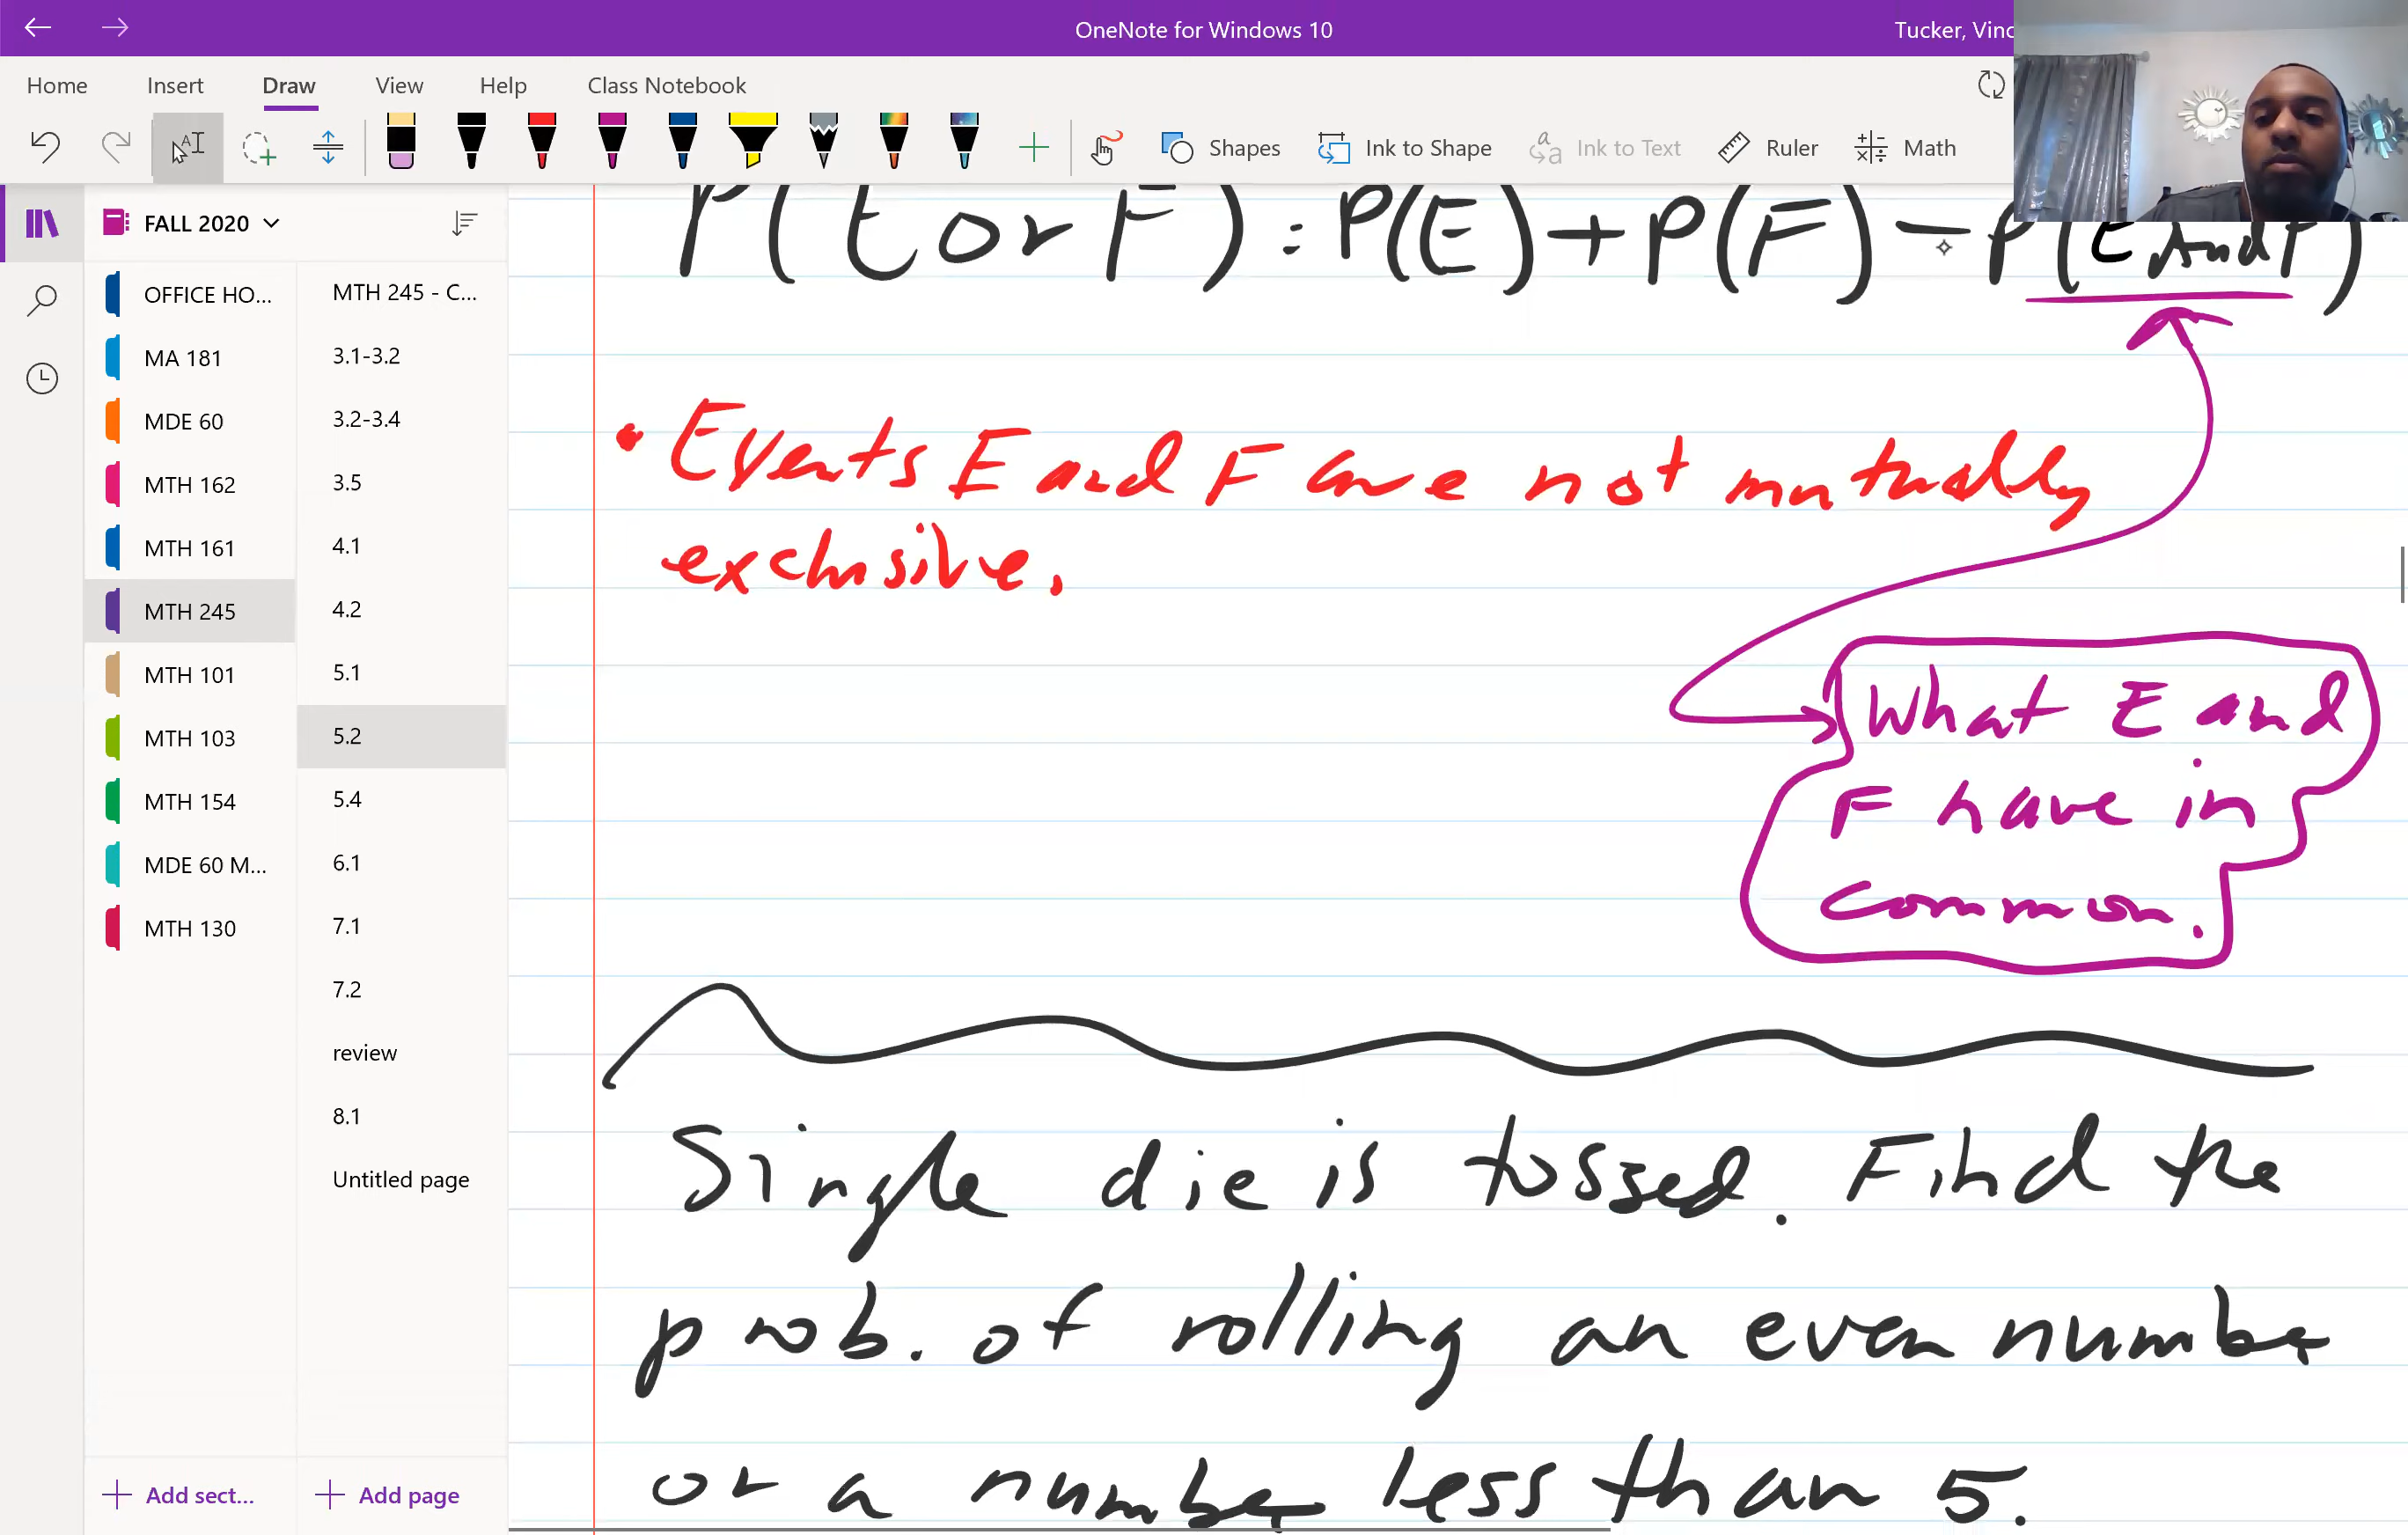 OneNote for Windows 10
Tucker, Vinc
Home Insert Draw View Help Class Notebook
Shapes Ink to Shape Ink to Text Ruler Math
FALL 2020
OFFICE HO...
MA 181
MDE 60
MTH 162
MTH 161
MTH 245
MTH 101
MTH 103
MTH 154
MDE 60 M...
MTH 130
Add sect...
MTH 245 - C...
3.1-3.2
3.2-3.4
3.5
4.1
4.2
5.1
5.2
5.4
6.1
7.1
7.2
review
8.1
Untitled page
Add page
P(E or F) = P(E) + P(F) - P(E And F)
• Events E and F are not mutually
exclusive.
What E and
F have in
common.
Single die is tossed. Find the
prob. of rolling an even number
or a number less than 5.